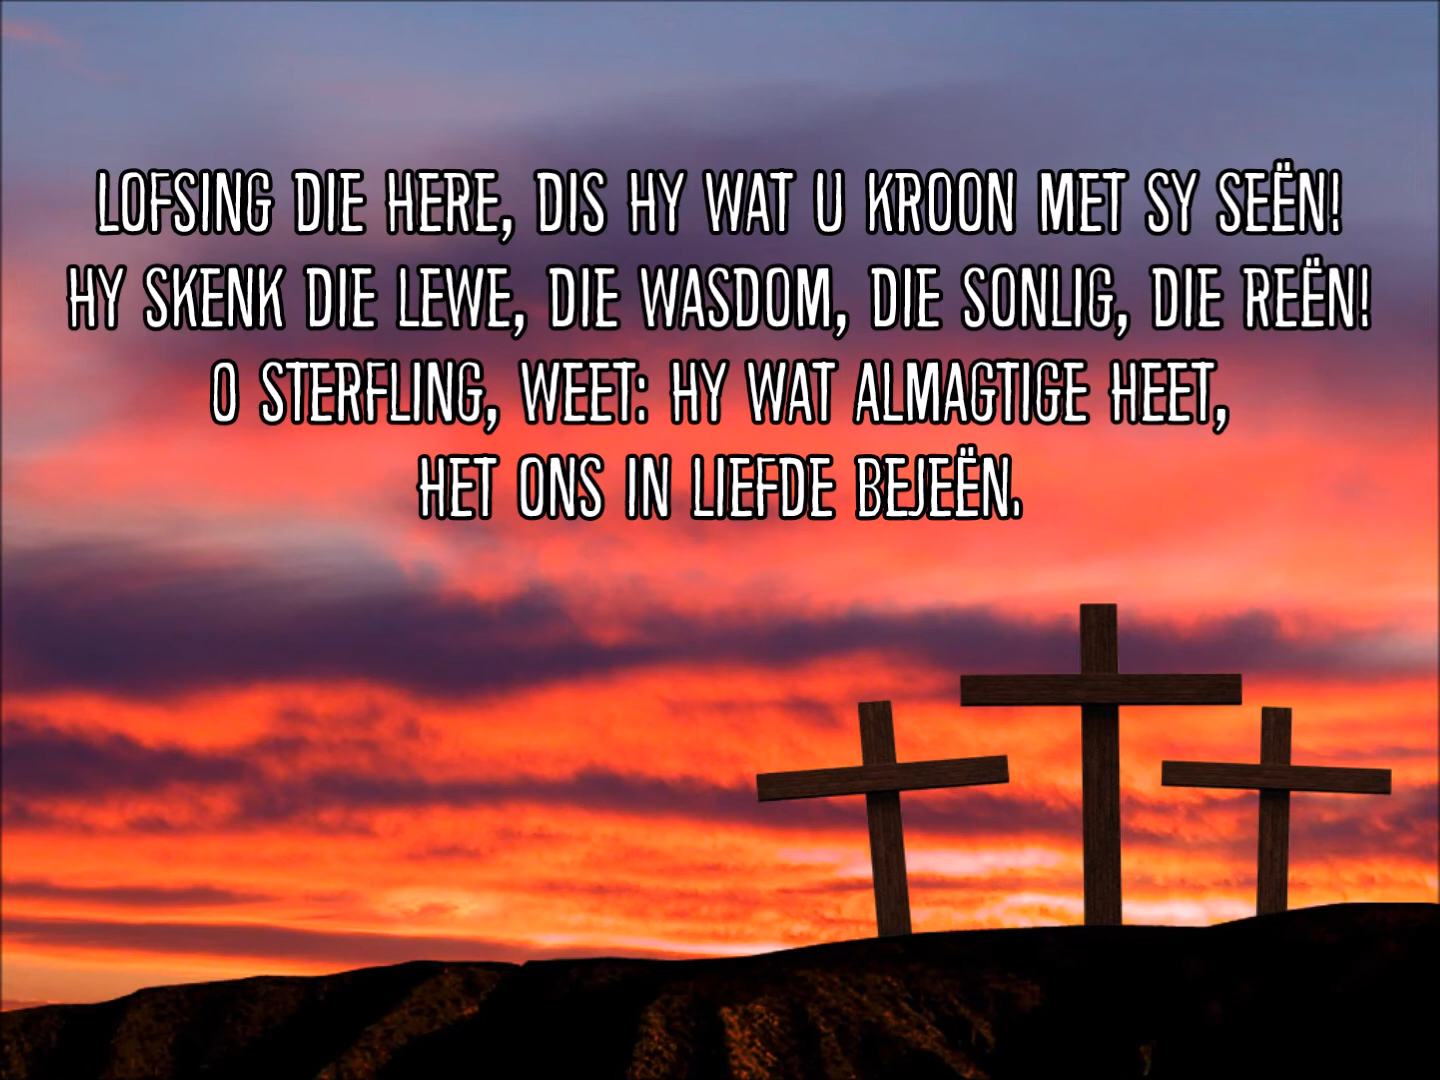 LOFSING DIE HERE, DIS HY WAT U KROON MET SY SEËN!
HY SKENK DIE LEWE, DIE WASDOM, DIE SONLIG, DIE REËN!
O STERFLING, WEET: HY WAT ALMAGTIGE HEET,
HET ONS IN LIEFDE BEJEËN.